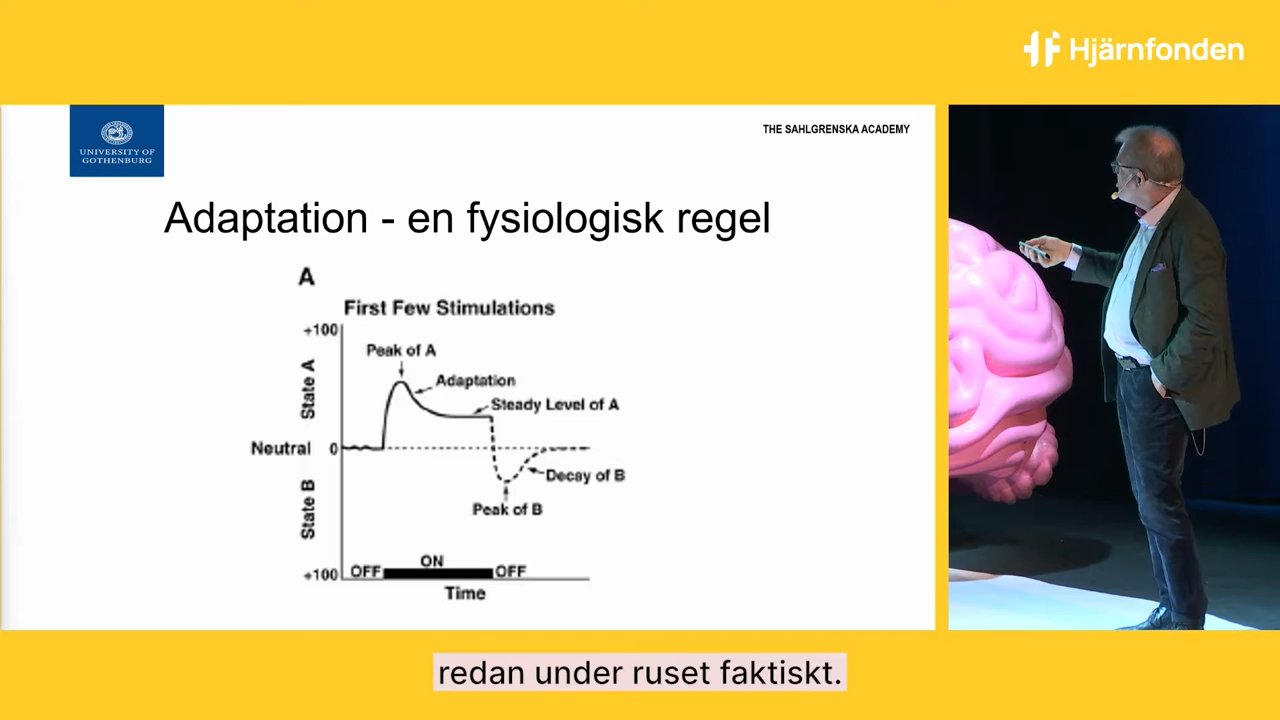 Hjärnfonden
UNIVERSITY OF
GOTHENBURG
THE SAHLGRENSKA ACADEMY
Adaptation - en fysiologisk regel
A
First Few Stimulations
+100
Peak of A
State A
Adaptation
Steady Level of A
Neutral 0
Decay of B
State B
Peak of B
+100 OFF ON OFF
Time
redan under ruset faktiskt.